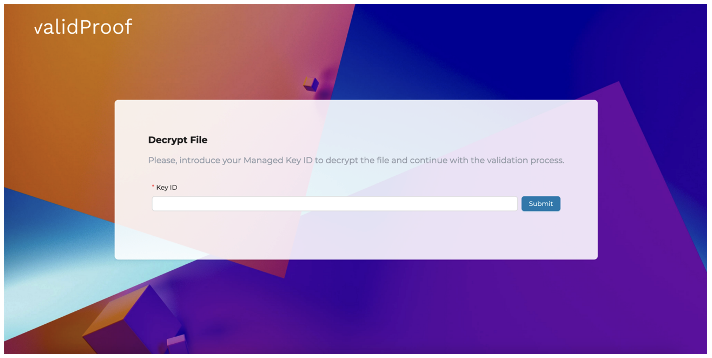 validProof
Decrypt File
Please, introduce your Managed Key ID to decrypt the file and continue with the validation process.
* Key ID
Submit